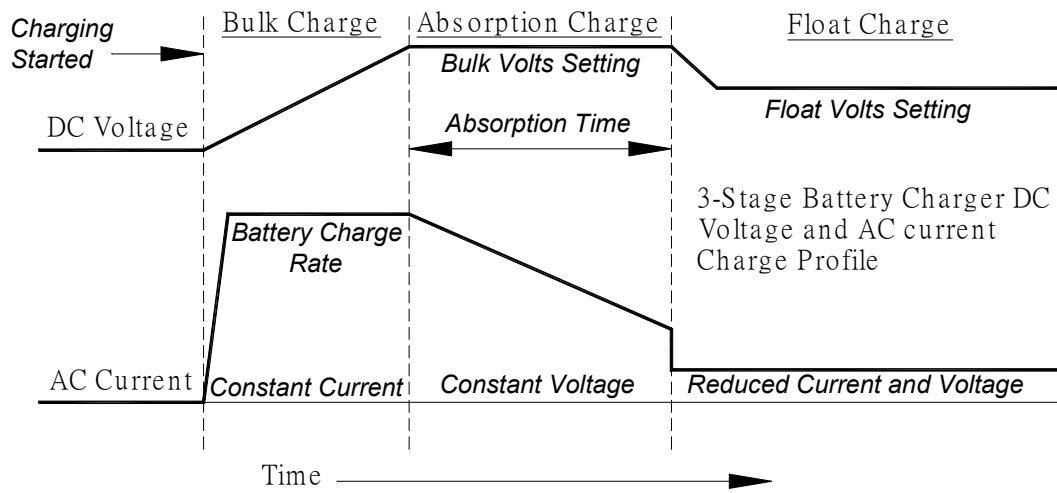 Charging
Started
Bulk Charge
Absorption Charge
Float Charge
Bulk Volts Setting
DC Voltage
Absorption Time
Float Volts Setting
3-Stage Battery Charger DC
Voltage and AC current
Charge Profile
Battery Charge
Rate
AC Current
Constant Current
Constant Voltage
Reduced Current and Voltage
Time